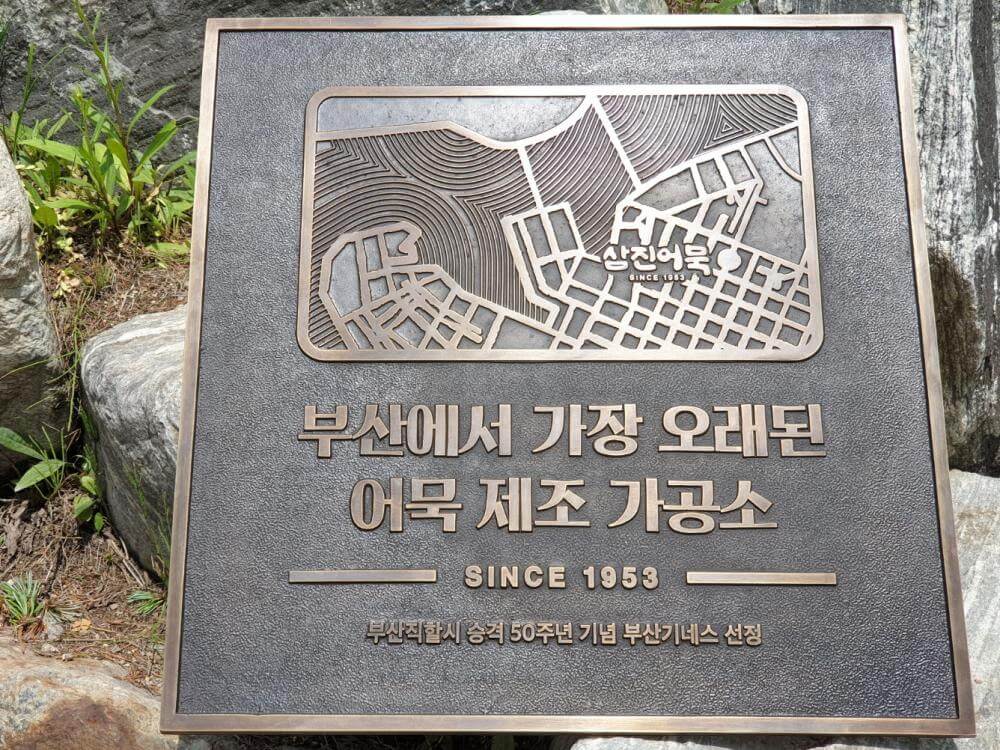 삼진어묵
SINCE 1953
부산에서 가장 오래된
어묵 제조 가공소
SINCE 1953
부산직할시 승격 50주년 기념 부산기네스 선정